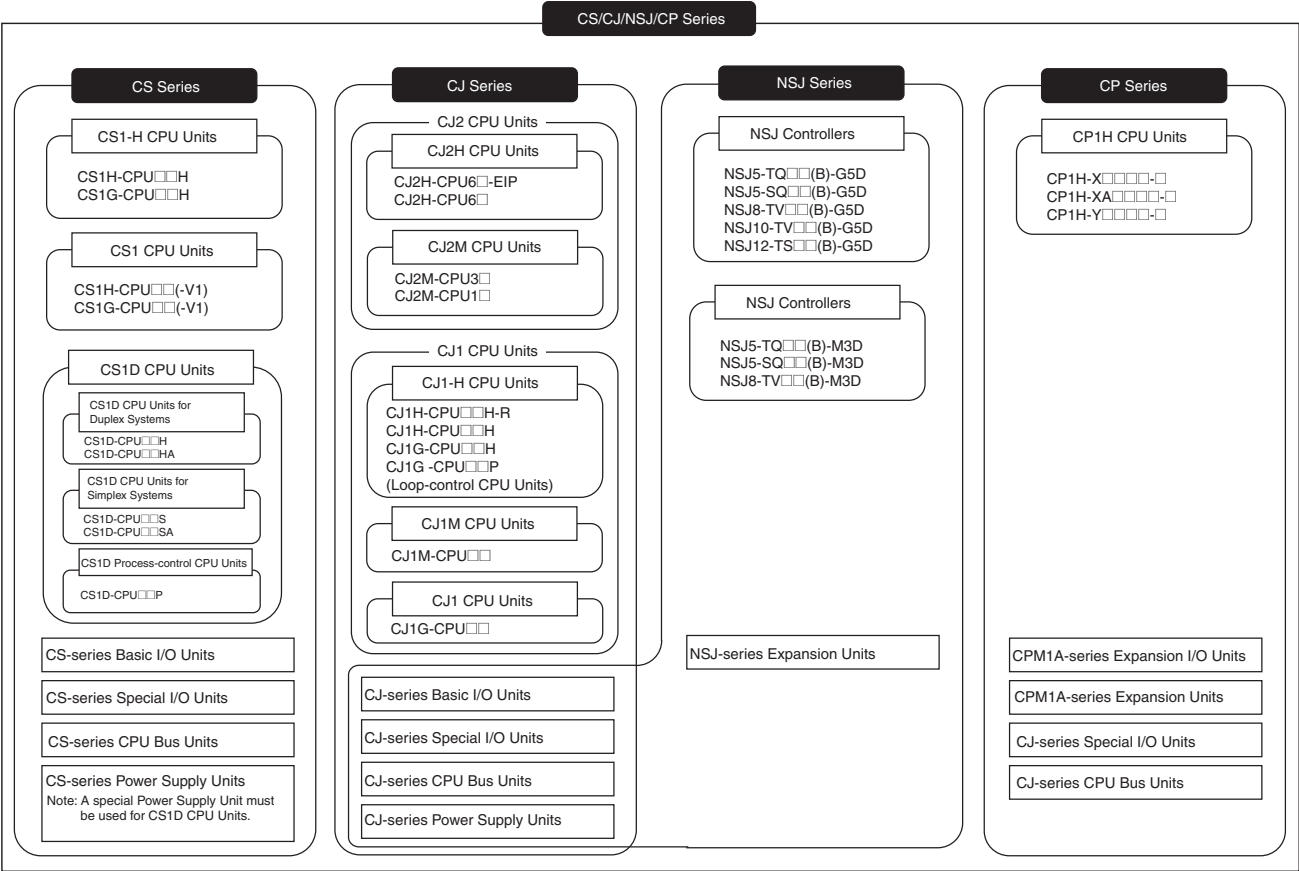 CS/CJ/NSJ/CP Series
CS Series
CS1-H CPU Units
CS1H-CPU□□H
CS1G-CPU□□H
CS1 CPU Units
CS1H-CPU□□(-V1)
CS1G-CPU□□(-V1)
CS1D CPU Units
CS1D CPU Units for
Duplex Systems
CS1D-CPU□□H
CS1D-CPU□□HA
CS1D CPU Units for
Simplex Systems
CS1D-CPU□□S
CS1D-CPU□□SA
CS1D Process-control CPU Units
CS1D-CPU□□P
CS-series Basic I/O Units
CS-series Special I/O Units
CS-series CPU Bus Units
CS-series Power Supply Units
Note: A special Power Supply Unit must
be used for CS1D CPU Units.
CJ Series
CJ2 CPU Units
CJ2H CPU Units
CJ2H-CPU6□-EIP
CJ2H-CPU6□
CJ2M CPU Units
CJ2M-CPU3□
CJ2M-CPU1□
CJ1 CPU Units
CJ1-H CPU Units
CJ1H-CPU□□H-R
CJ1H-CPU□□H
CJ1G-CPU□□H
CJ1G -CPU□□P
(Loop-control CPU Units)
CJ1M CPU Units
CJ1M-CPU□□
CJ1 CPU Units
CJ1G-CPU□□
CJ-series Basic I/O Units
CJ-series Special I/O Units
CJ-series CPU Bus Units
CJ-series Power Supply Units
NSJ Series
NSJ Controllers
NSJ5-TQ□□(B)-G5D
NSJ5-SQ□□(B)-G5D
NSJ8-TV□□(B)-G5D
NSJ10-TV□□(B)-G5D
NSJ12-TS□□(B)-G5D
NSJ Controllers
NSJ5-TQ□□(B)-M3D
NSJ5-SQ□□(B)-M3D
NSJ8-TV□□(B)-M3D
NSJ-series Expansion Units
CP Series
CP1H CPU Units
CP1H-X□□□□-□
CP1H-XA□□□□-□
CP1H-Y□□□□-□
CPM1A-series Expansion I/O Units
CPM1A-series Expansion Units
CJ-series Special I/O Units
CJ-series CPU Bus Units